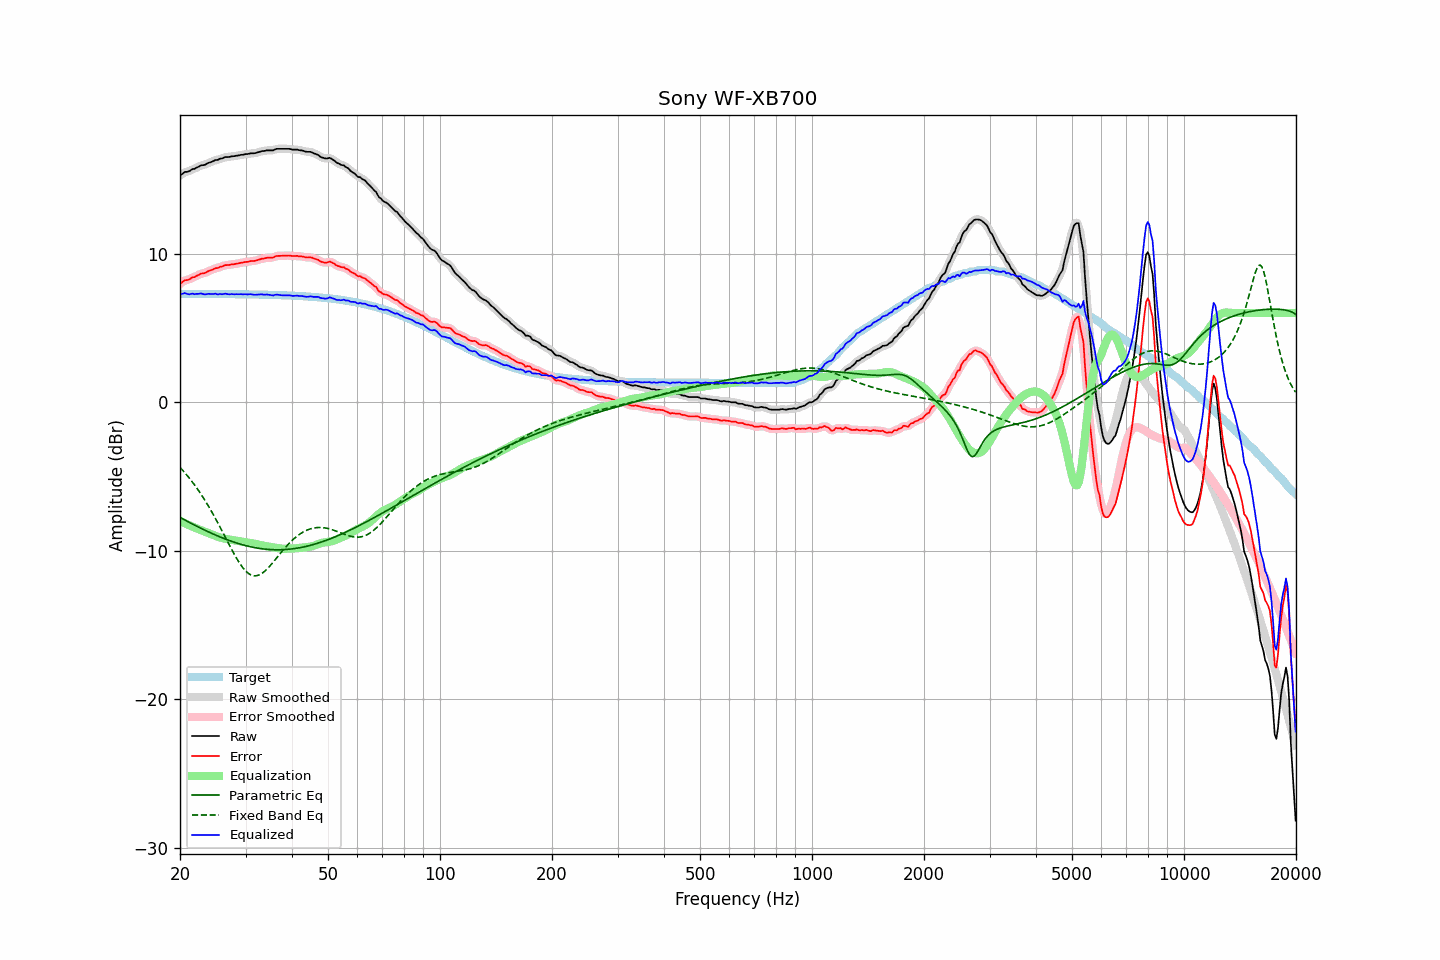 Sony WF-XB700
Amplitude (dBr)
10
0
−10
−20
−30
Target
Raw Smoothed
Error Smoothed
Raw
Error
Equalization
Parametric Eq
Fixed Band Eq
Equalized
20 50 100 200 500 1000 2000 5000 10000 20000
Frequency (Hz)